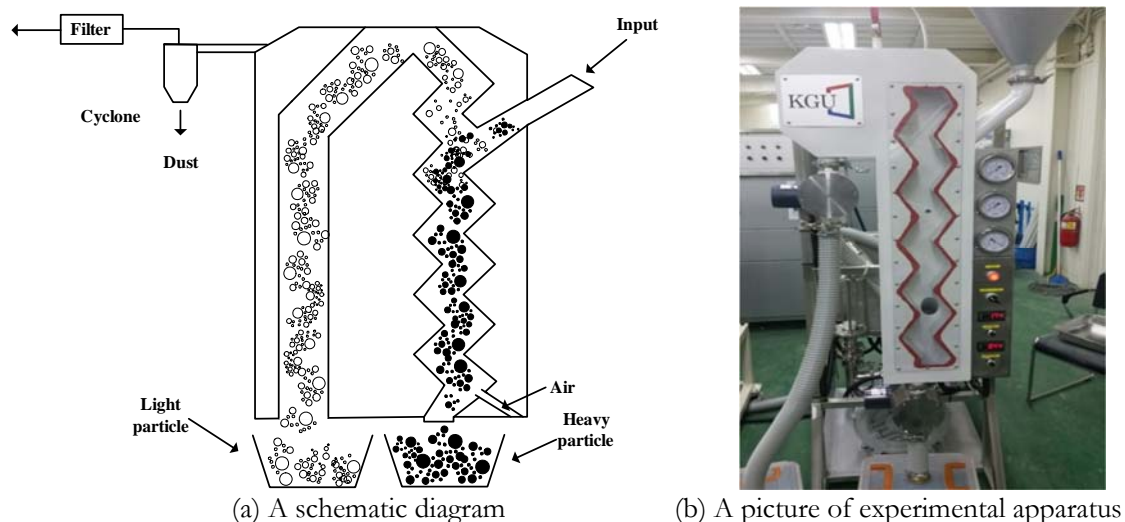 Filter
Input
Cyclone
Dust
Air
Light
particle
Heavy
particle
(a) A schematic diagram
KGU
(b) A picture of experimental apparatus